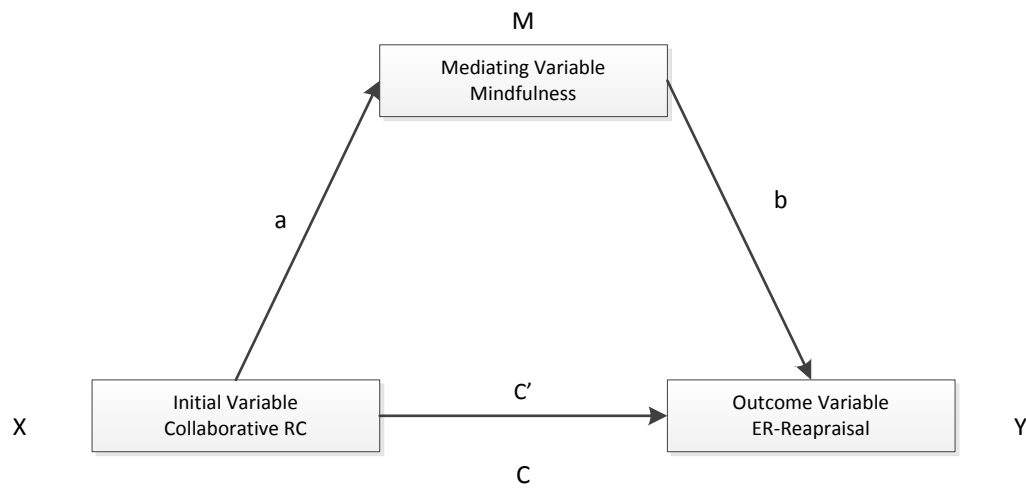 M
Mediating Variable
Mindfulness
a
b
Initial Variable
Collaborative RC
C'
Outcome Variable
ER-Reapraisal
X
Y
C